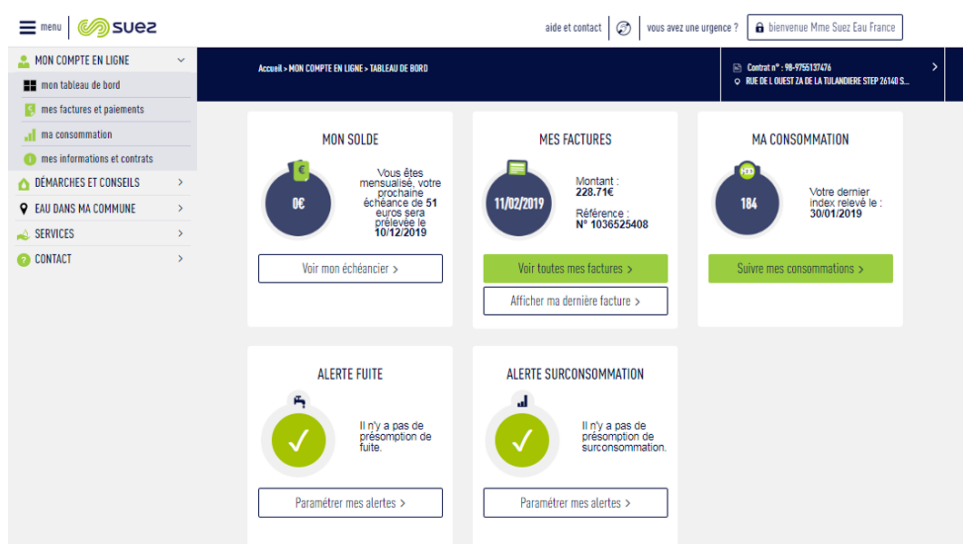 menu
suez
aide et contact
vous avez une urgence ?
bienvenue Mme Suez Eau France
MON COMPTE EN LIGNE
mon tableau de bord
mes factures et paiements
ma consommation
mes informations et contrats
DÉMARCHES ET CONSEILS
EAU DANS MA COMMUNE
SERVICES
CONTACT
Accueil > MON COMPTE EN LIGNE > TABLEAU DE BORD
Contrat n° : 98-9755137476
RUE DE L OUEST ZA DE LA TULANDIERE STEP 26140 S...
MON SOLDE
0€
Vous êtes
mensualisé, votre
prochaine
échéance de 51
euros sera
prélevée le
10/12/2019
Voir mon échéancier >
MES FACTURES
11/02/2019
Montant :
228.71€
Référence :
N° 1036525408
Voir toutes mes factures >
Afficher ma dernière facture >
MA CONSOMMATION
184
Votre dernier
index relevé le :
30/01/2019
Suivre mes consommations >
ALERTE FUITE
Il n'y a pas de
présomption de
fuite.
Paramétrer mes alertes >
ALERTE SURCONSOMMATION
Il n'y a pas de
présomption de
surconsommation.
Paramétrer mes alertes >